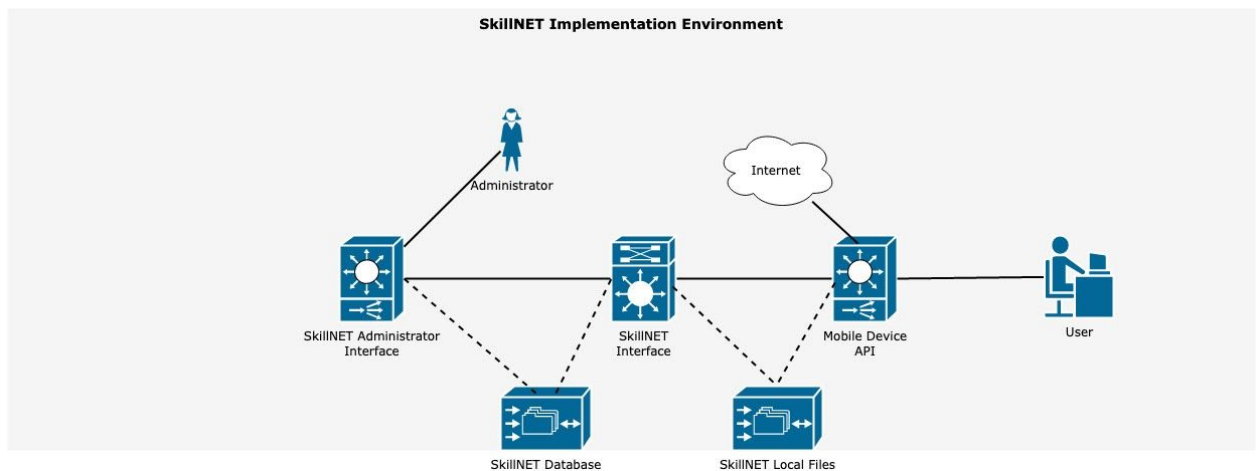 SkillNET Implementation Environment
Administrator
Internet
SkillNET Administrator
Interface
SkillNET
Interface
Mobile Device
API
User
SkillNET Database
SkillNET Local Files